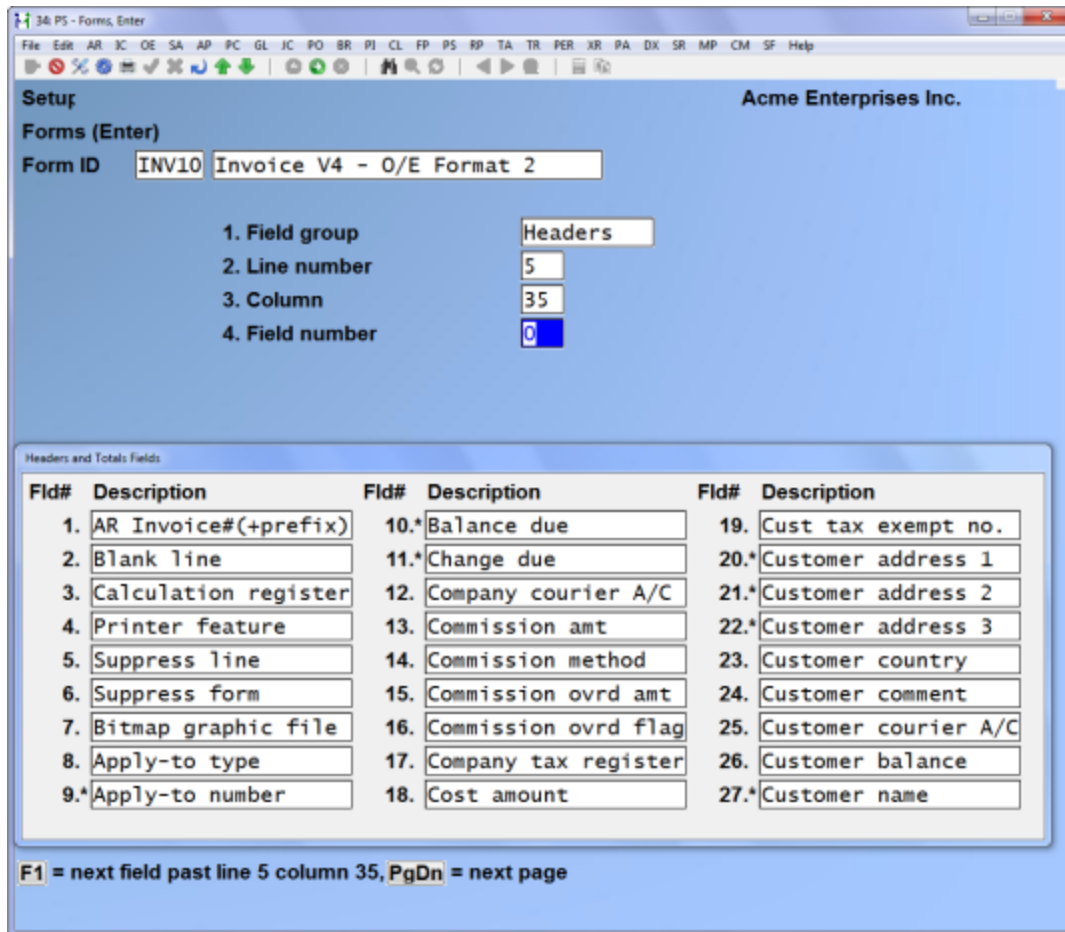 34: PS - Forms, Enter
File Edit AR IC OE SA AP PC GL JC PO BR PI CL FP PS RP TA TR PER XR PA DX SR MP CM SF Help
Setup Acme Enterprises Inc.
Forms (Enter)
Form ID INV10 Invoice V4 - O/E Format 2
1. Field group Headers
2. Line number 5
3. Column 35
4. Field number 0
Headers and Totals Fields
Fld# Description Fld# Description Fld# Description
1. AR Invoice#(+prefix) 10.* Balance due 19. Cust tax exempt no.
2. Blank line 11.* Change due 20.* Customer address 1
3. Calculation register 12. Company courier A/C 21.* Customer address 2
4. Printer feature 13. Commission amt 22.* Customer address 3
5. Suppress line 14. Commission method 23. Customer country
6. Suppress form 15. Commission ovrd amt 24. Customer comment
7. Bitmap graphic file 16. Commission ovrd flag 25. Customer courier A/C
8. Apply-to type 17. Company tax register 26. Customer balance
9.* Apply-to number 18. Cost amount 27.* Customer name
F1 = next field past line 5 column 35, PgDn = next page